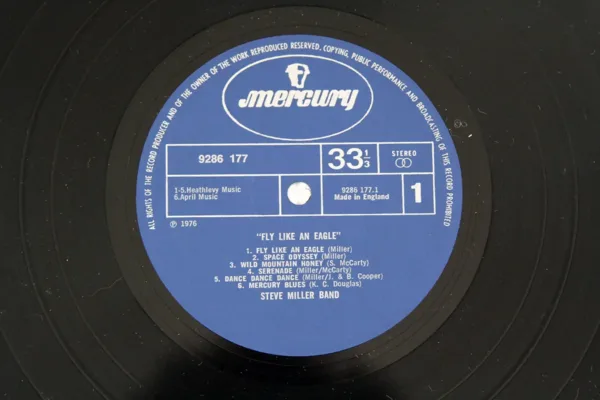 ALL RIGHTS OF THE RECORD PRODUCER AND OF THE OWNER OF THE WORK REPRODUCED RESERVED, COPYING, PUBLIC PERFORMANCE AND BROADCASTING OF THIS RECORD PROHIBITED
mercury
9286 177
33 1/3
STEREO
1-5. Heathlevy Music
6. April Music
9286 177.1
Made in England
1
℗ 1976
"FLY LIKE AN EAGLE"
1. FLY LIKE AN EAGLE (Miller)
2. SPACE ODYSSEY (Miller)
3. WILD MOUNTAIN HONEY (S. McCarty)
4. SERENADE (Miller/McCarty)
5. DANCE DANCE DANCE (Miller/J. & B. Cooper)
6. MERCURY BLUES (K. C. Douglas)
STEVE MILLER BAND